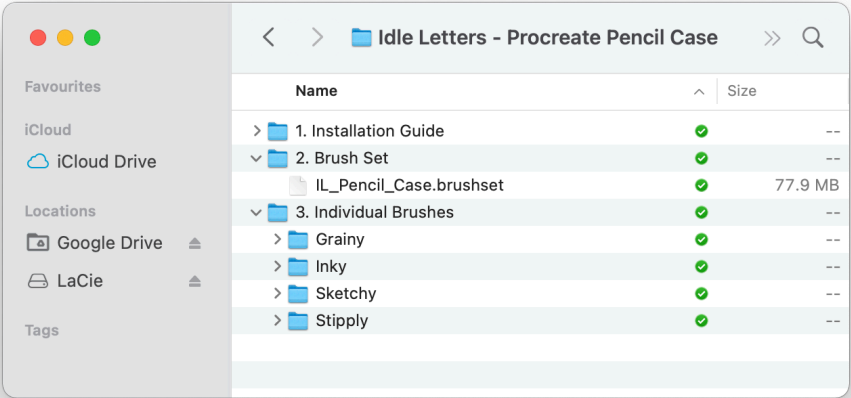 Idle Letters - Procreate Pencil Case
Favourites
iCloud
iCloud Drive
Locations
Google Drive
LaCie
Tags
Name Size
1. Installation Guide --
2. Brush Set --
IL_Pencil_Case.brushset 77.9 MB
3. Individual Brushes --
Grainy --
Inky --
Sketchy --
Stipply --